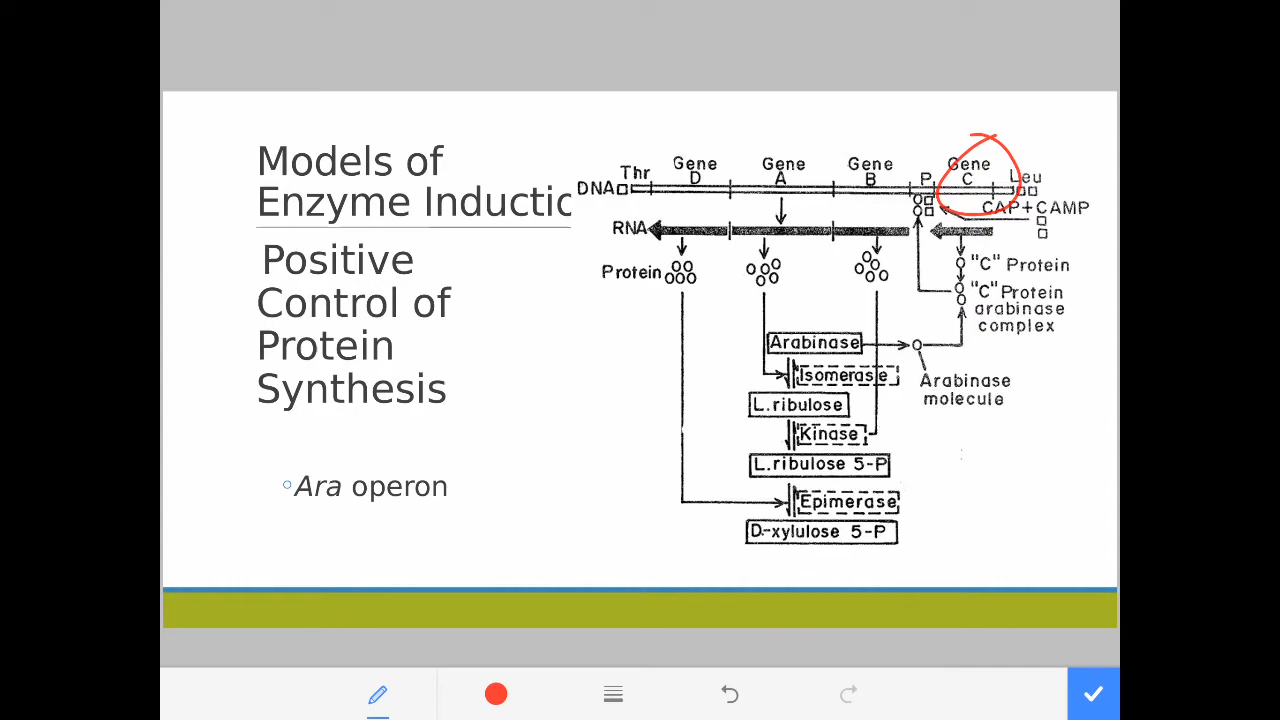 Models of
Enzyme Inductic
Positive
Control of
Protein
Synthesis
Ara operon
Thr
Gene
D
Gene
A
Gene
B
P
Gene
C
Leu
DNA
CAP+CAMP
RNA
Protein
"C" Protein
"C" Protein
arabinase
complex
Arabinase
Isomerase
Arabinase
molecule
L.ribulose
Kinase
L.ribulose 5-P
Epimerase
D-xylulose 5-P